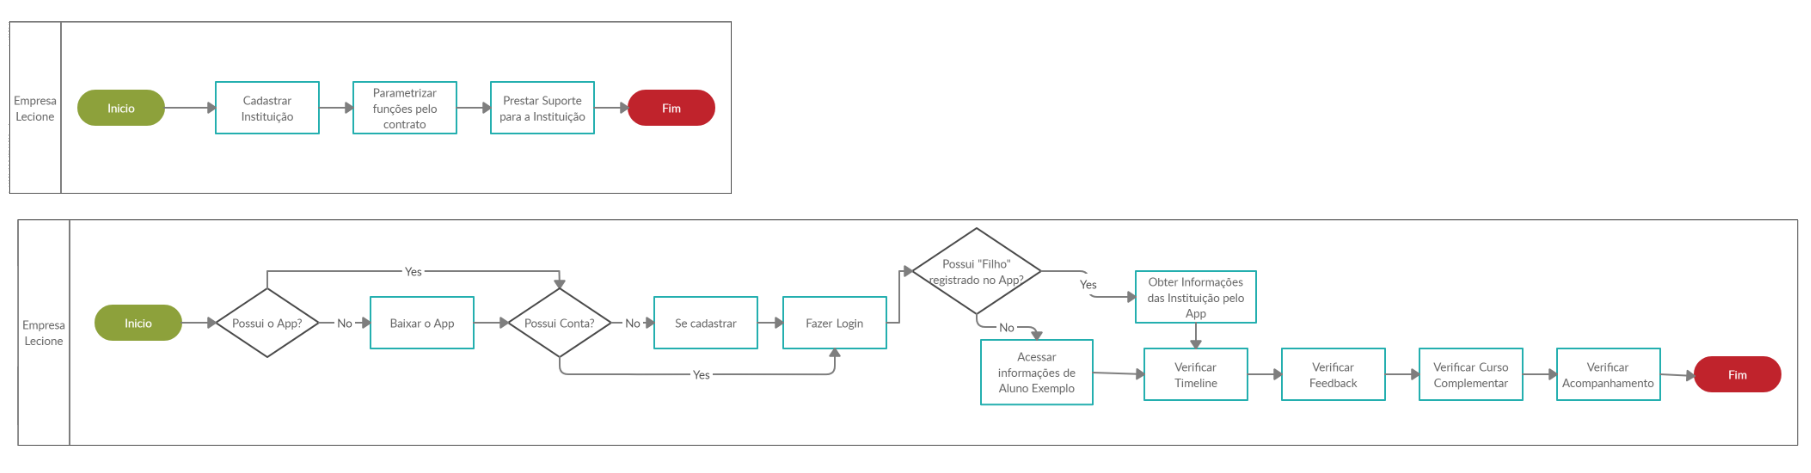 Empresa
Lecione
Inicio
Cadastrar
Instituição
Parametrizar
funções pelo
contrato
Prestar Suporte
para a Instituição
Fim
Empresa
Lecione
Inicio
Possui o App?
Yes
No
Baixar o App
Possui Conta?
No
Yes
Se cadastrar
Fazer Login
Possui "Filho"
registrado no App?
Yes
No
Obter Informações
das Instituição pelo
App
Acessar
informações de
Aluno Exemplo
Verificar
Timeline
Verificar
Feedback
Verificar Curso
Complementar
Verificar
Acompanhamento
Fim